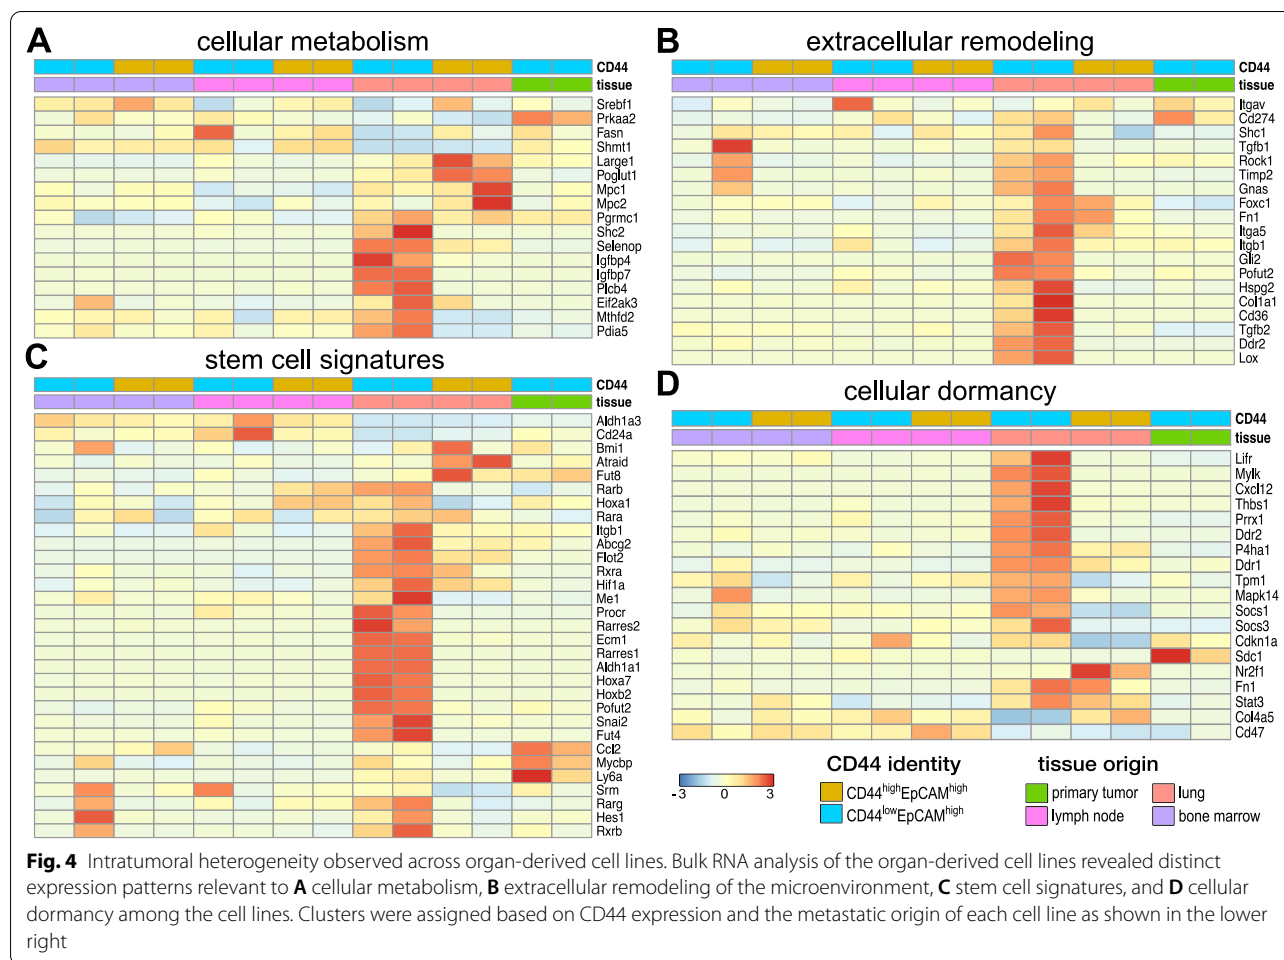 A cellular metabolism
CD44
tissue
Srebf1
Prkaa2
Fasn
Shmt1
Large1
Poglut1
Mpc1
Mpc2
Pgrmc1
Shc2
Selenop
Igfbp4
Igfbp7
Plcb4
Eif2ak3
Mthfd2
Pdia5
B extracellular remodeling
CD44
tissue
Itgav
Cd274
Shc1
Tgfb1
Rock1
Timp2
Gnas
Foxc1
Fn1
Itga5
Itgb1
Gli2
Pofut2
Hspg2
Col1a1
Cd36
Tgfb2
Ddr2
Lox
C stem cell signatures
CD44
tissue
Aldh1a3
Cd24a
Bmi1
Atraid
Fut8
Rarb
Hoxa1
Rara
Itgb1
Abcg2
Flot2
Rxra
Hif1a
Me1
Procr
Rarres2
Ecm1
Rarres1
Aldh1a1
Hoxa7
Hoxb2
Pofut2
Snai2
Fut4
Ccl2
Mycbp
Ly6a
Srm
Rarg
Hes1
Rxrb
D cellular dormancy
CD44
tissue
Lifr
Mylk
Cxcl12
Thbs1
Prrx1
Ddr2
P4ha1
Ddr1
Tpm1
Mapk14
Socs1
Socs3
Cdkn1a
Sdc1
Nr2f1
Fn1
Stat3
Col4a5
Cd47
-3 0 3
CD44 identity
CD44highEpCAMhigh
CD44lowEpCAMhigh
tissue origin
primary tumor lung
lymph node bone marrow
Fig. 4 Intratumoral heterogeneity observed across organ-derived cell lines. Bulk RNA analysis of the organ-derived cell lines revealed distinct
expression patterns relevant to A cellular metabolism, B extracellular remodeling of the microenvironment, C stem cell signatures, and D cellular
dormancy among the cell lines. Clusters were assigned based on CD44 expression and the metastatic origin of each cell line as shown in the lower
right